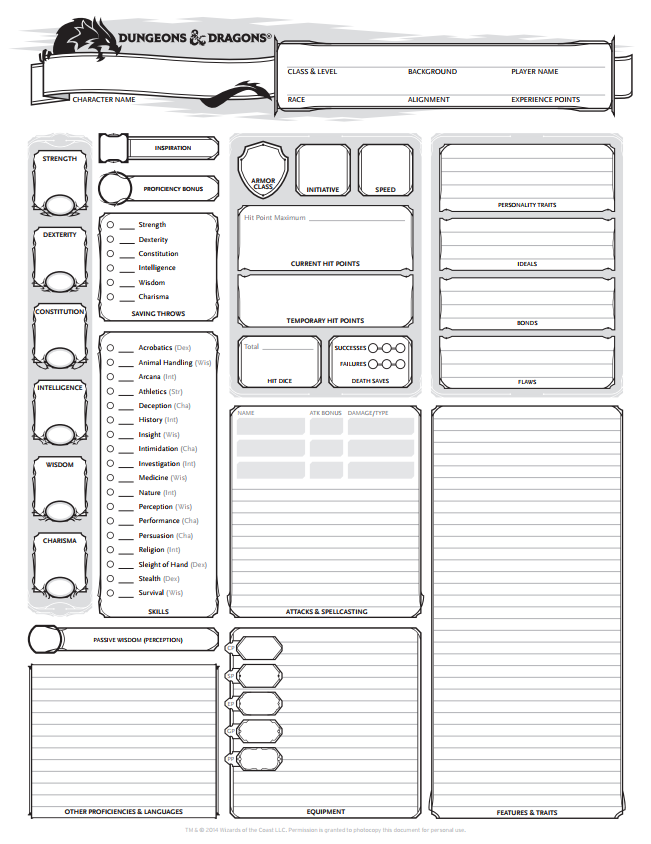 DUNGEONS & DRAGONS®
CLASS & LEVEL
BACKGROUND
PLAYER NAME
CHARACTER NAME
RACE
ALIGNMENT
EXPERIENCE POINTS
STRENGTH
DEXTERITY
CONSTITUTION
INTELLIGENCE
WISDOM
CHARISMA
INSPIRATION
PROFICIENCY BONUS
Strength
Dexterity
Constitution
Intelligence
Wisdom
Charisma
SAVING THROWS
Acrobatics (Dex)
Animal Handling (Wis)
Arcana (Int)
Athletics (Str)
Deception (Cha)
History (Int)
Insight (Wis)
Intimidation (Cha)
Investigation (Int)
Medicine (Wis)
Nature (Int)
Perception (Wis)
Performance (Cha)
Persuasion (Cha)
Religion (Int)
Sleight of Hand (Dex)
Stealth (Dex)
Survival (Wis)
SKILLS
PASSIVE WISDOM (PERCEPTION)
OTHER PROFICIENCIES & LANGUAGES
ARMOR
CLASS
INITIATIVE
SPEED
Hit Point Maximum
CURRENT HIT POINTS
TEMPORARY HIT POINTS
Total
HIT DICE
SUCCESSES
FAILURES
DEATH SAVES
NAME
ATK BONUS
DAMAGE/TYPE
ATTACKS & SPELLCASTING
CP
SP
EP
GP
PP
EQUIPMENT
PERSONALITY TRAITS
IDEALS
BONDS
FLAWS
FEATURES & TRAITS
TM & © 2014 Wizards of the Coast LLC. Permission is granted to photocopy this document for personal use.